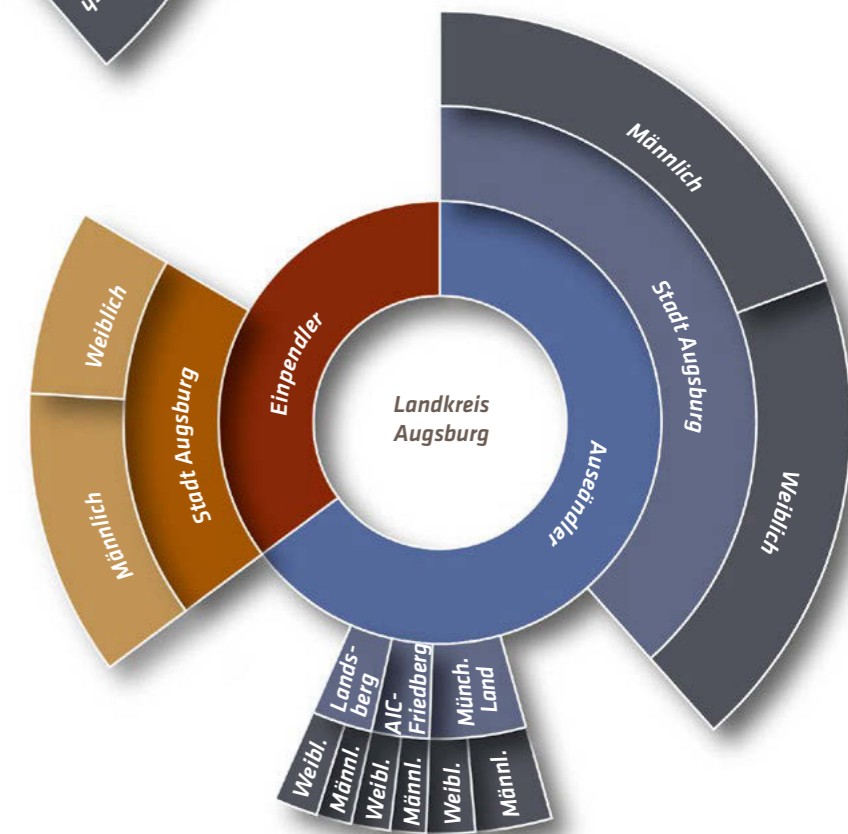 Männlich
Stadt Augsburg
Weiblich
Weiblich
Einpendler
Landkreis
Augsburg
Stadt Augsburg
Auseändler
Männlich
Lands-
berg
AIC-
Friedberg
Münch.
Land
Weibl.
Männl.
Weibl.
Männl.
Weibl.
Männl.